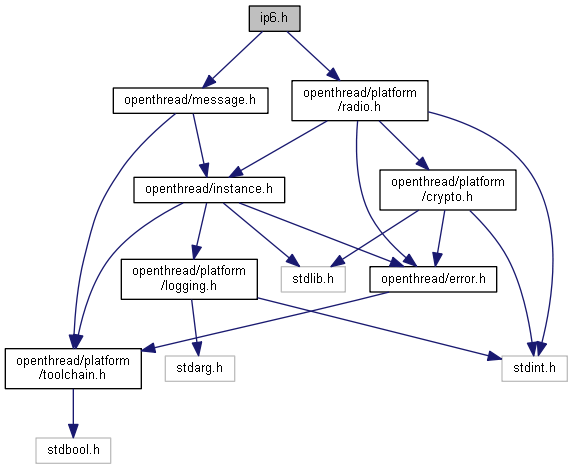 ip6.h
openthread/message.h
openthread/platform
/radio.h
openthread/instance.h
openthread/platform
/crypto.h
openthread/platform
/logging.h
stdlib.h
openthread/error.h
openthread/platform
/toolchain.h
stdarg.h
stdint.h
stdbool.h